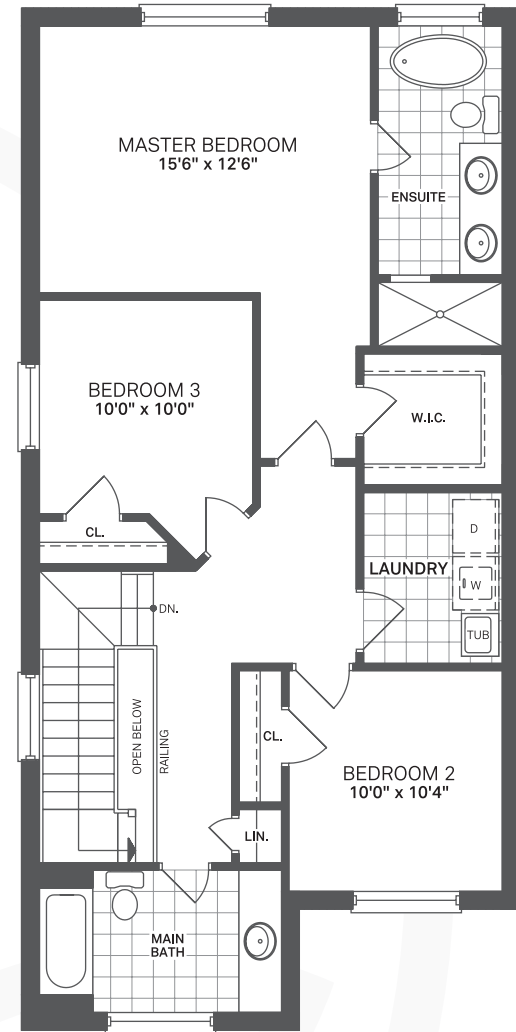 MASTER BEDROOM
15'6" x 12'6"
ENSUITE
BEDROOM 3
10'0" x 10'0"
W.I.C.
CL.
D
LAUNDRY
W
DN.
TUB
OPEN BELOW
RAILING
CL.
BEDROOM 2
10'0" x 10'4"
LIN.
MAIN
BATH